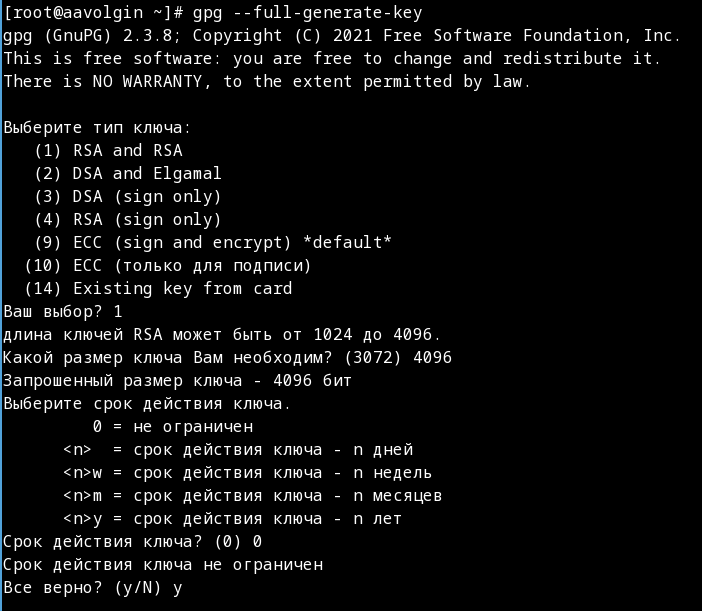 [root@aavolgin ~]# gpg --full-generate-key
gpg (GnuPG) 2.3.8; Copyright (C) 2021 Free Software Foundation, Inc.
This is free software: you are free to change and redistribute it.
There is NO WARRANTY, to the extent permitted by law.
Выберите тип ключа:
(1) RSA and RSA
(2) DSA and Elgamal
(3) DSA (sign only)
(4) RSA (sign only)
(9) ECC (sign and encrypt) *default*
(10) ECC (только для подписи)
(14) Existing key from card
Ваш выбор? 1
длина ключей RSA может быть от 1024 до 4096.
Какой размер ключа Вам необходим? (3072) 4096
Запрошенный размер ключа - 4096 бит
Выберите срок действия ключа.
0 = не ограничен
<n>  = срок действия ключа - n дней
<n>w = срок действия ключа - n недель
<n>m = срок действия ключа - n месяцев
<n>y = срок действия ключа - n лет
Срок действия ключа? (0) 0
Срок действия ключа не ограничен
Все верно? (y/N) y